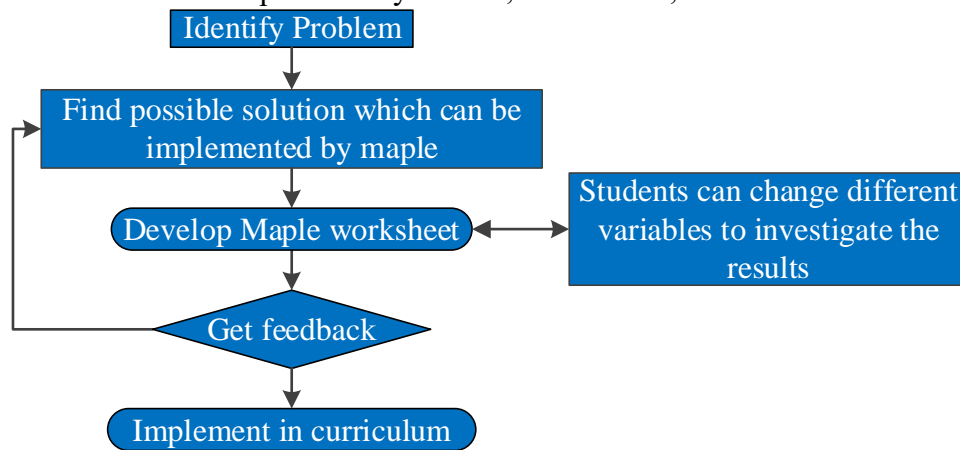 Identify Problem
Find possible solution which can be
implemented by maple
Students can change different
variables to investigate the
results
Develop Maple worksheet
Get feedback
Implement in curriculum